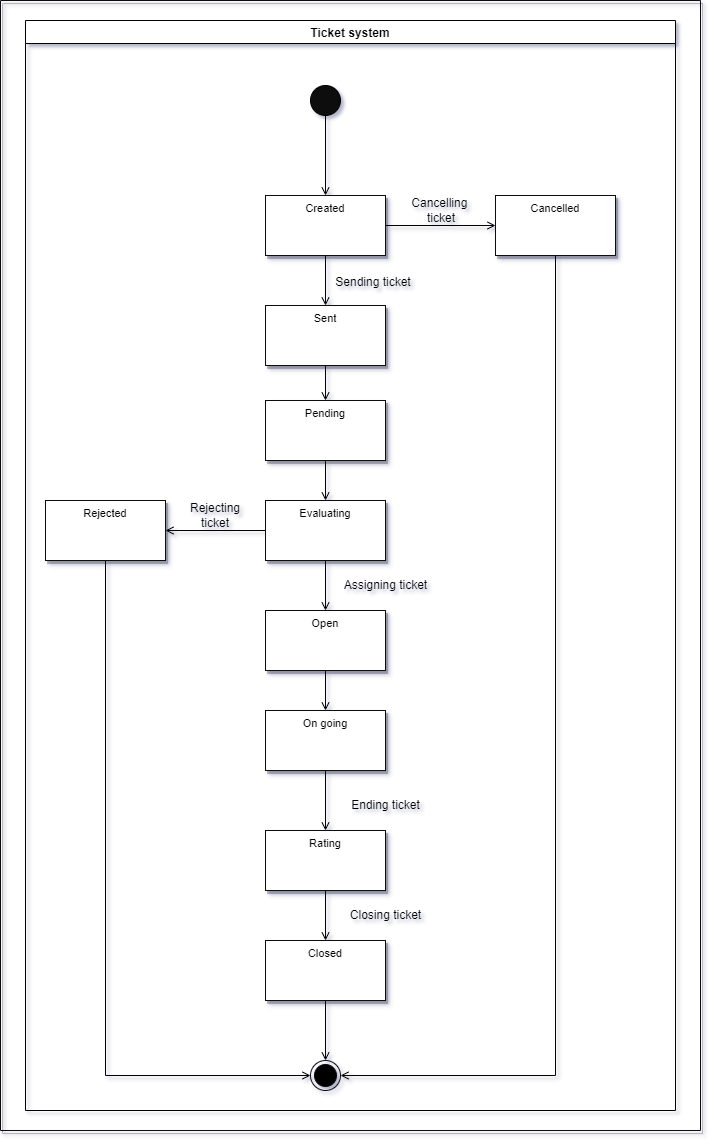 Ticket system
Created
Cancelling
ticket
Cancelled
Sending ticket
Sent
Pending
Rejected
Rejecting
ticket
Evaluating
Assigning ticket
Open
On going
Ending ticket
Rating
Closing ticket
Closed